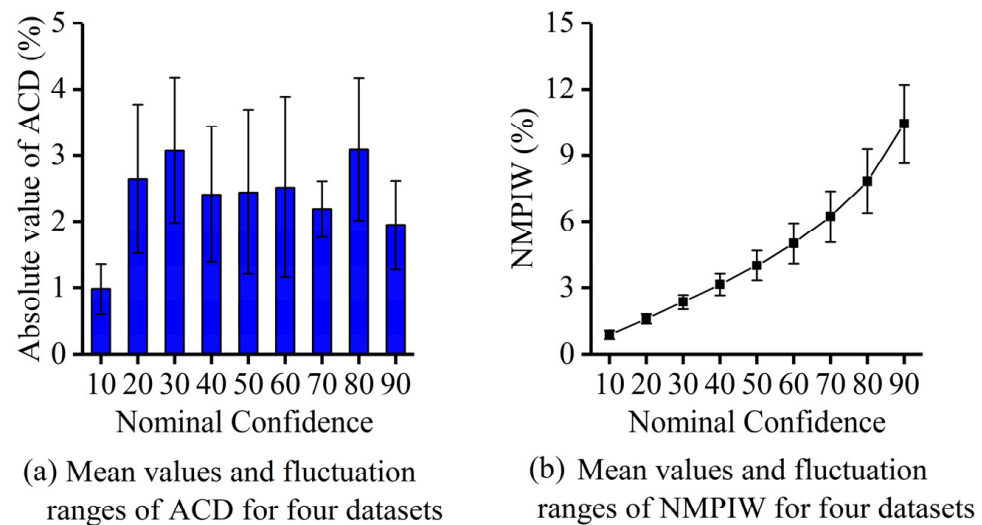 5
4
3
2
1
0
Absolute value of ACD (%)
10 20 30 40 50 60 70 80 90
Nominal Confidence
(a) Mean values and fluctuation
ranges of ACD for four datasets
15
12
9
6
3
0
NMPIW (%)
10 20 30 40 50 60 70 80 90
Nominal Confidence
(b) Mean values and fluctuation
ranges of NMPIW for four datasets